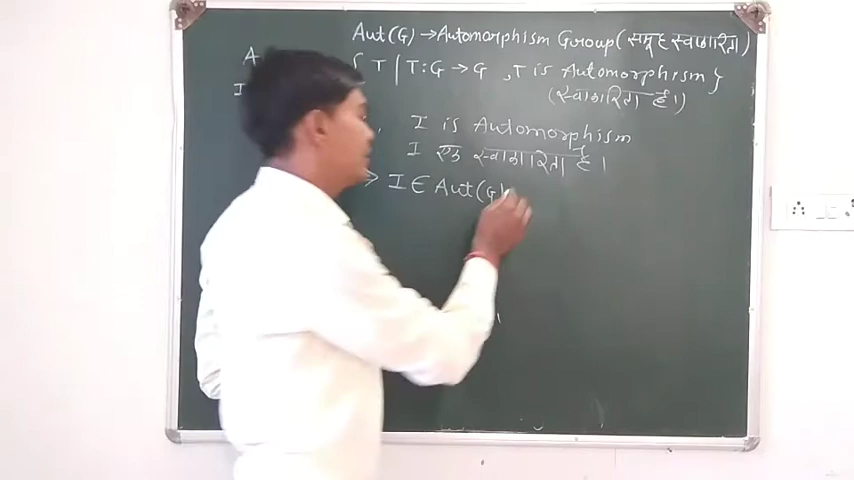 Aut(G) → Automorphism Group (समूह स्वाकारिता)
A
{ T | T: G → G , T is Automorphism }
I
(स्वाकारिता है।)
, I is Automorphism
I एक स्वाकारिता है।
⇒ I ∈ Aut(G)